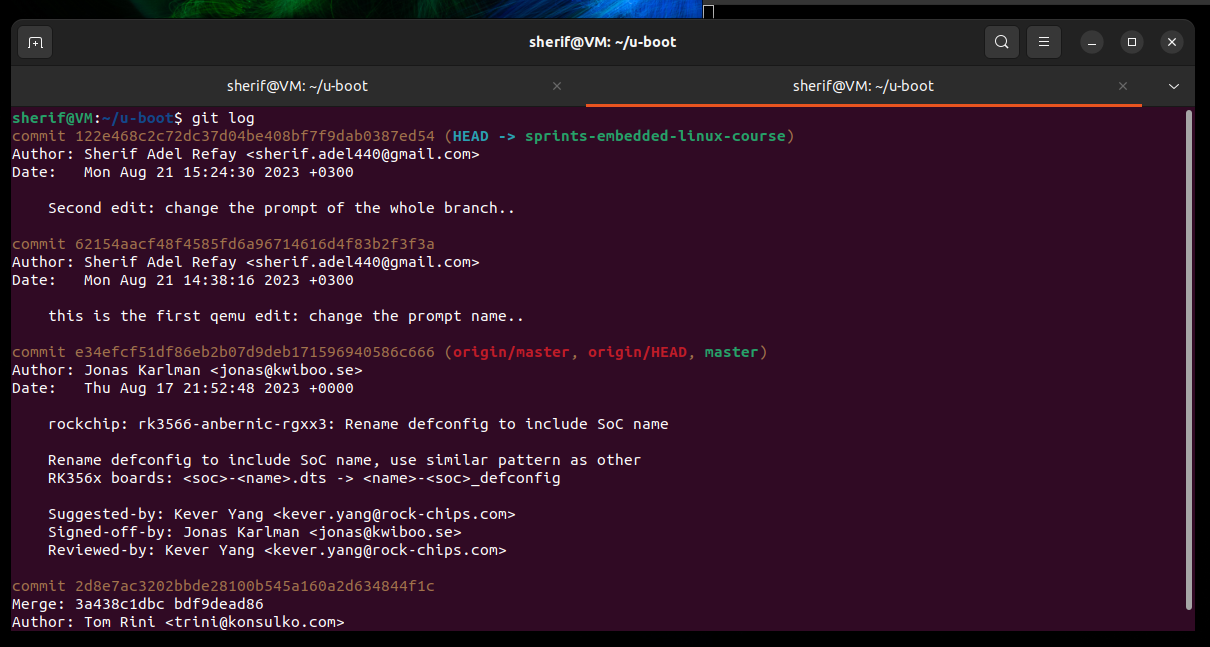 sherif@VM: ~/u-boot
sherif@VM: ~/u-boot
sherif@VM: ~/u-boot
sherif@VM:~/u-boot$ git log
commit 122e468c2c72dc37d04be408bf7f9dab0387ed54 (HEAD -> sprints-embedded-linux-course)
Author: Sherif Adel Refay <sherif.adel440@gmail.com>
Date:   Mon Aug 21 15:24:30 2023 +0300
    Second edit: change the prompt of the whole branch..
commit 62154aacf48f4585fd6a96714616d4f83b2f3f3a
Author: Sherif Adel Refay <sherif.adel440@gmail.com>
Date:   Mon Aug 21 14:38:16 2023 +0300
    this is the first qemu edit: change the prompt name..
commit e34efcf51df86eb2b07d9deb171596940586c666 (origin/master, origin/HEAD, master)
Author: Jonas Karlman <jonas@kwiboo.se>
Date:   Thu Aug 17 21:52:48 2023 +0000
    rockchip: rk3566-anbernic-rgxx3: Rename defconfig to include SoC name
    Rename defconfig to include SoC name, use similar pattern as other
    RK356x boards: <soc>-<name>.dts -> <name>-<soc>_defconfig
    Suggested-by: Kever Yang <kever.yang@rock-chips.com>
    Signed-off-by: Jonas Karlman <jonas@kwiboo.se>
    Reviewed-by: Kever Yang <kever.yang@rock-chips.com>
commit 2d8e7ac3202bbde28100b545a160a2d634844f1c
Merge: 3a438c1dbc bdf9dead86
Author: Tom Rini <trini@konsulko.com>